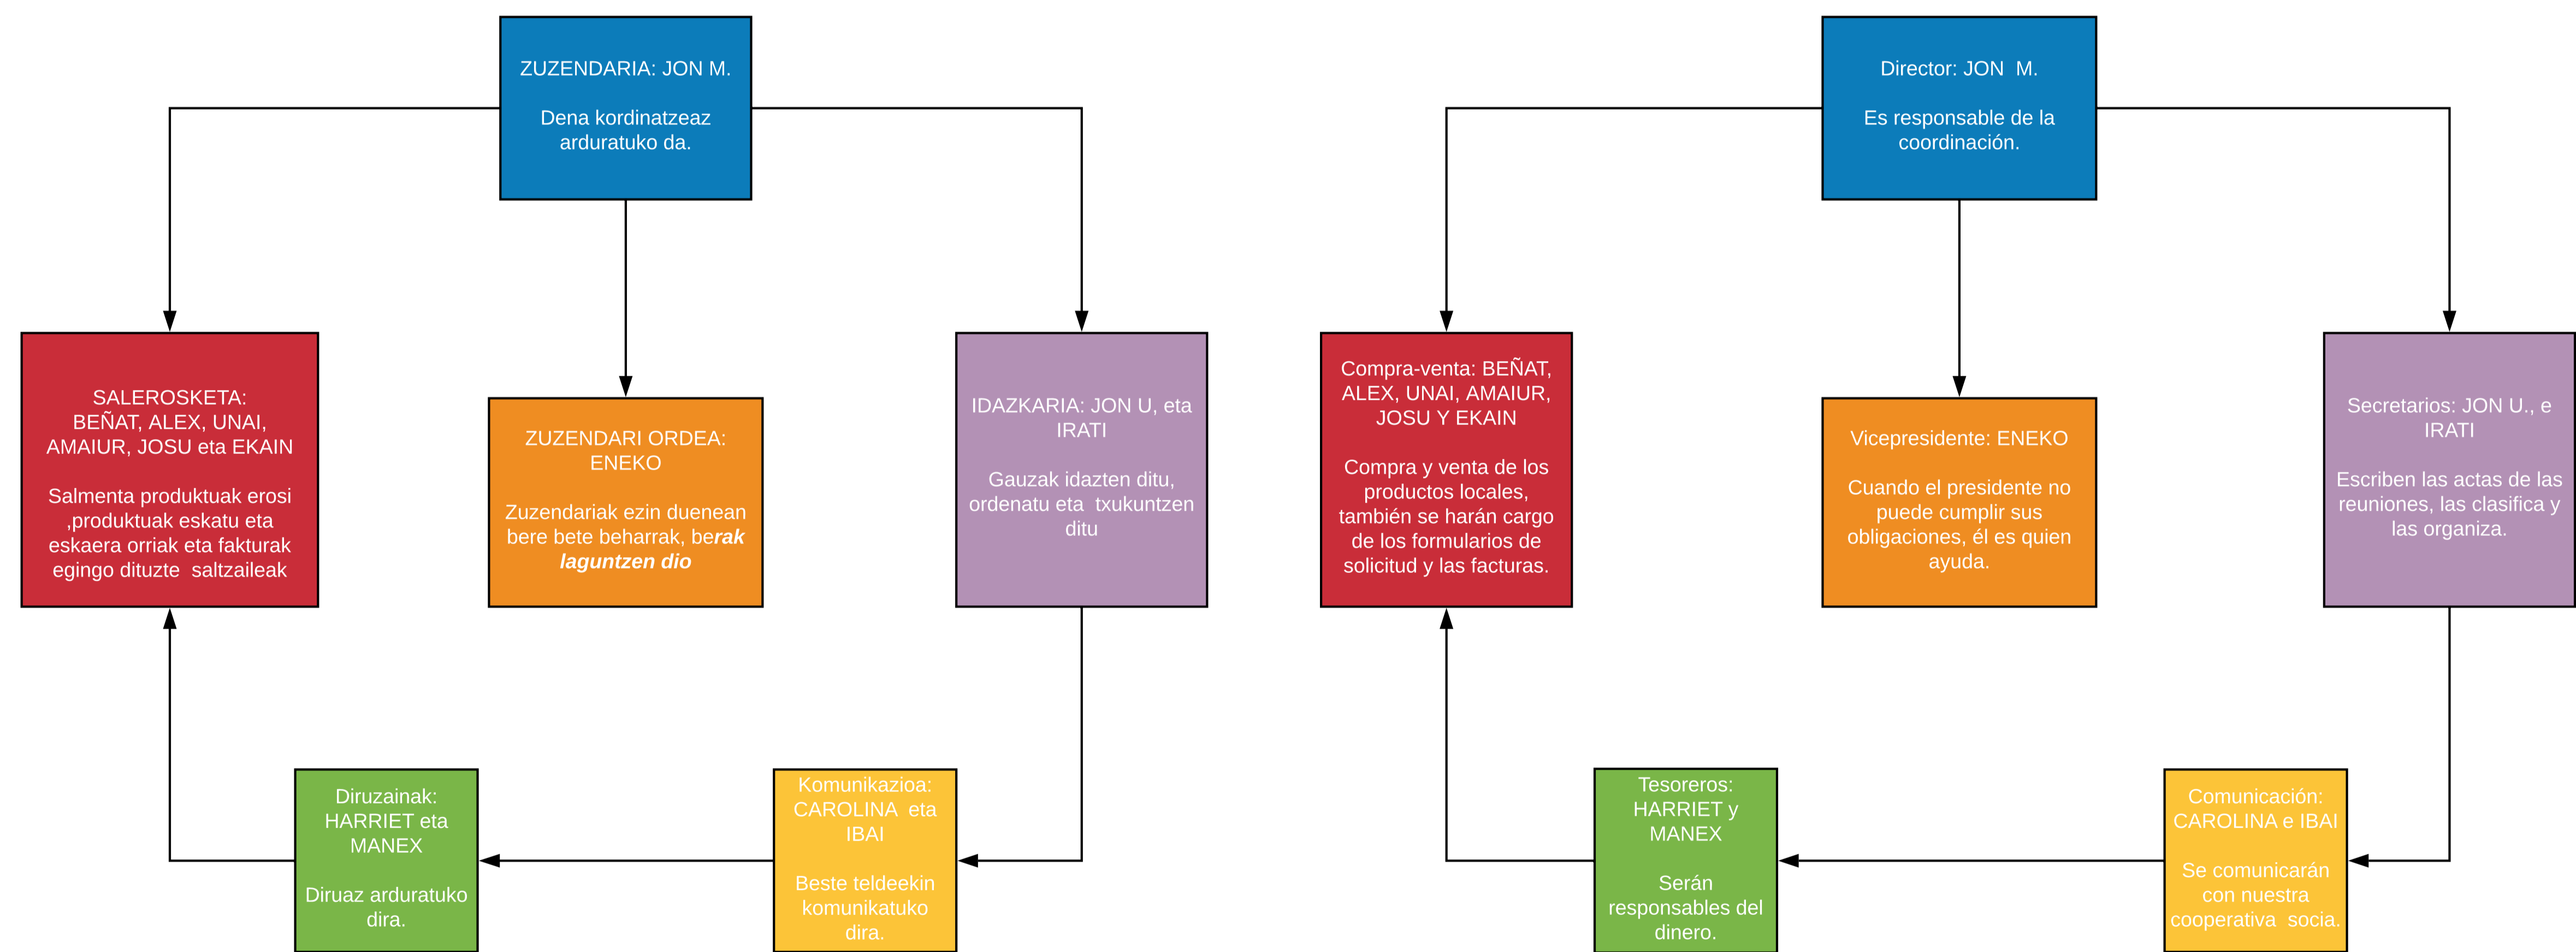 ZUZENDARIA: JON M.
Dena kordinatzeaz
arduratuko da.
SALEROSKETA:
BEÑAT, ALEX, UNAI,
AMAIUR, JOSU eta EKAIN
Salmenta produktuak erosi
,produktuak eskatu eta
eskaera orriak eta fakturak
egingo dituzte saltzaileak
ZUZENDARI ORDEA:
ENEKO
Zuzendariak ezin duenean
bere bete beharrak, berak
laguntzen dio
IDAZKARIA: JON U, eta
IRATI
Gauzak idazten ditu,
ordenatu eta txukuntzen
ditu
Diruzainak:
HARRIET eta
MANEX
Diruaz arduratuko
dira.
Komunikazioa:
CAROLINA eta
IBAI
Beste teldeekin
komunikatuko
dira.
Director: JON M.
Es responsable de la
coordinación.
Compra-venta: BEÑAT,
ALEX, UNAI, AMAIUR,
JOSU Y EKAIN
Compra y venta de los
productos locales,
también se harán cargo
de los formularios de
solicitud y las facturas.
Vicepresidente: ENEKO
Cuando el presidente no
puede cumplir sus
obligaciones, él es quien
ayuda.
Secretarios: JON U., e
IRATI
Escriben las actas de las
reuniones, las clasifica y
las organiza.
Tesoreros:
HARRIET y
MANEX
Serán
responsables del
dinero.
Comunicación:
CAROLINA e IBAI
Se comunicarán
con nuestra
cooperativa socia.